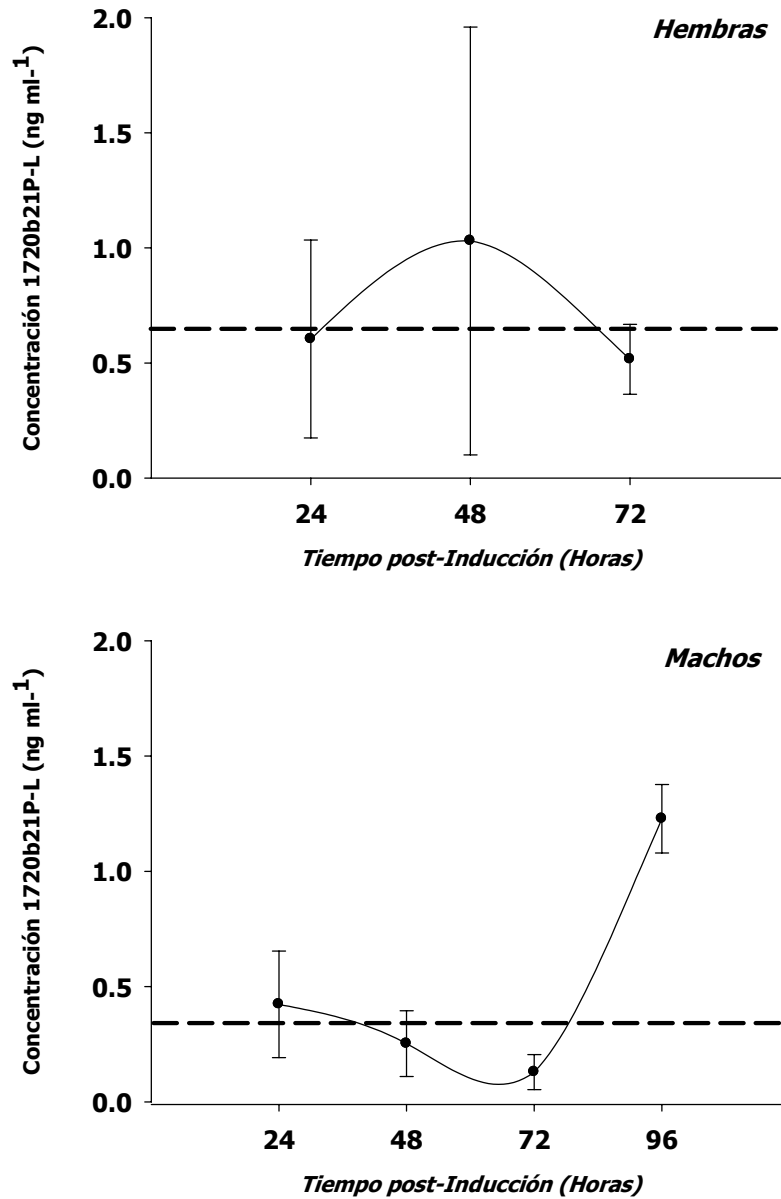 Hembras
Concentración 1720b21P-L (ng ml-1)
2.0
1.5
1.0
0.5
0.0
24 48 72
Tiempo post-Inducción (Horas)
Machos
Concentración 1720b21P-L (ng ml-1)
2.0
1.5
1.0
0.5
0.0
24 48 72 96
Tiempo post-Inducción (Horas)